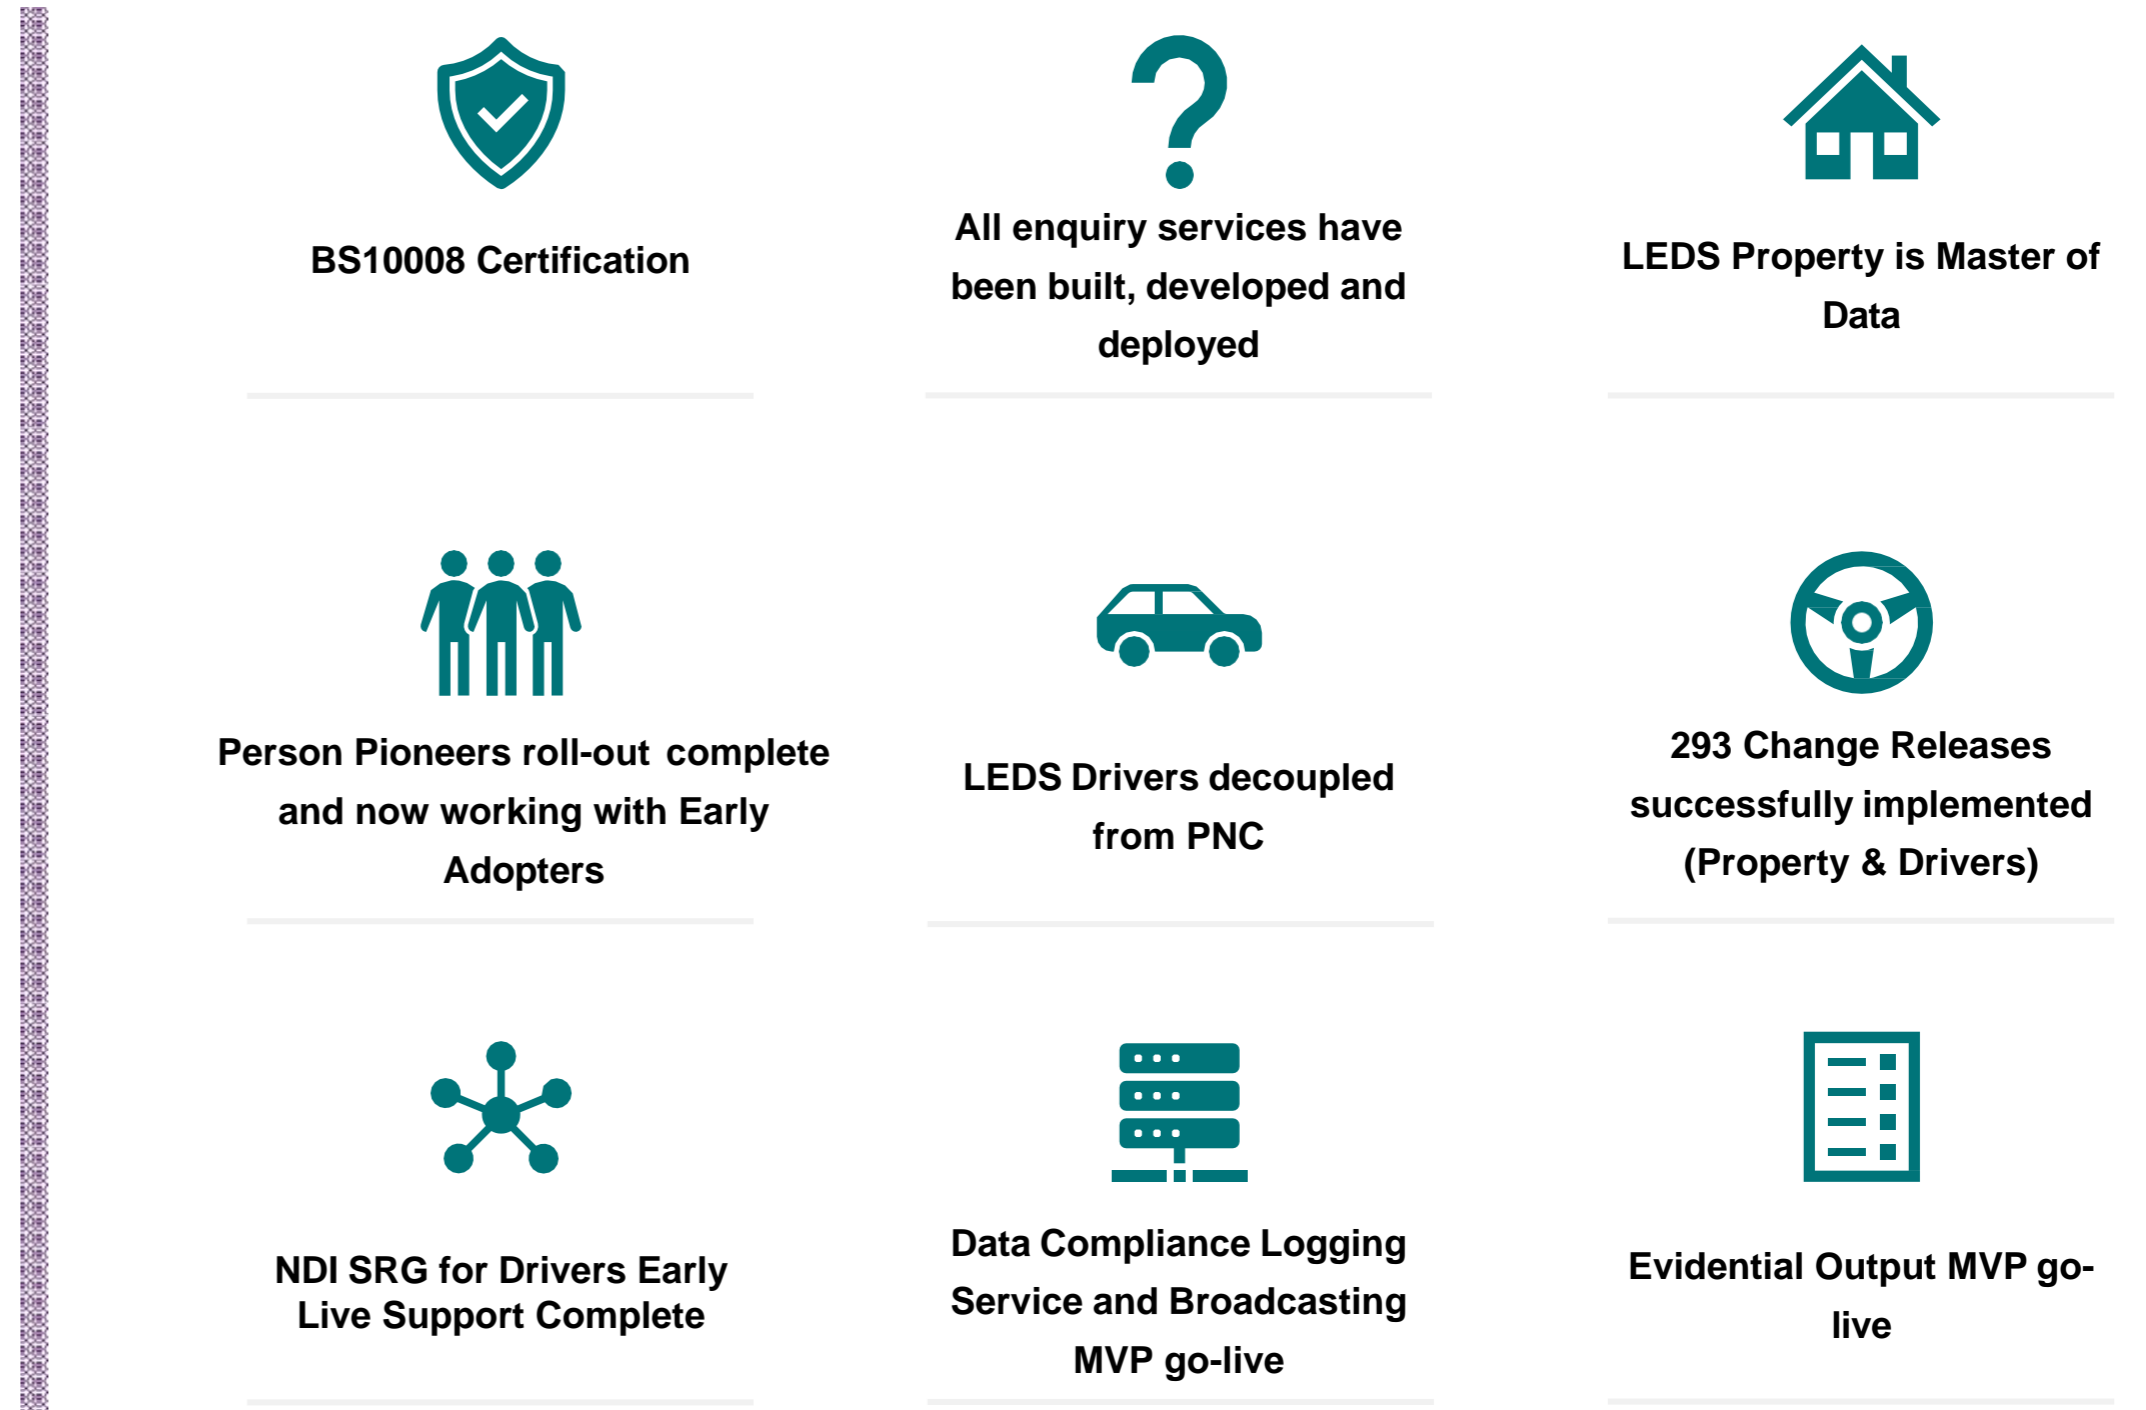 BS10008 Certification
All enquiry services have
been built, developed and
deployed
LEDS Property is Master of
Data
Person Pioneers roll-out complete
and now working with Early
Adopters
LEDS Drivers decoupled
from PNC
293 Change Releases
successfully implemented
(Property & Drivers)
NDI SRG for Drivers Early
Live Support Complete
Data Compliance Logging
Service and Broadcasting
MVP go-live
Evidential Output MVP go-
live